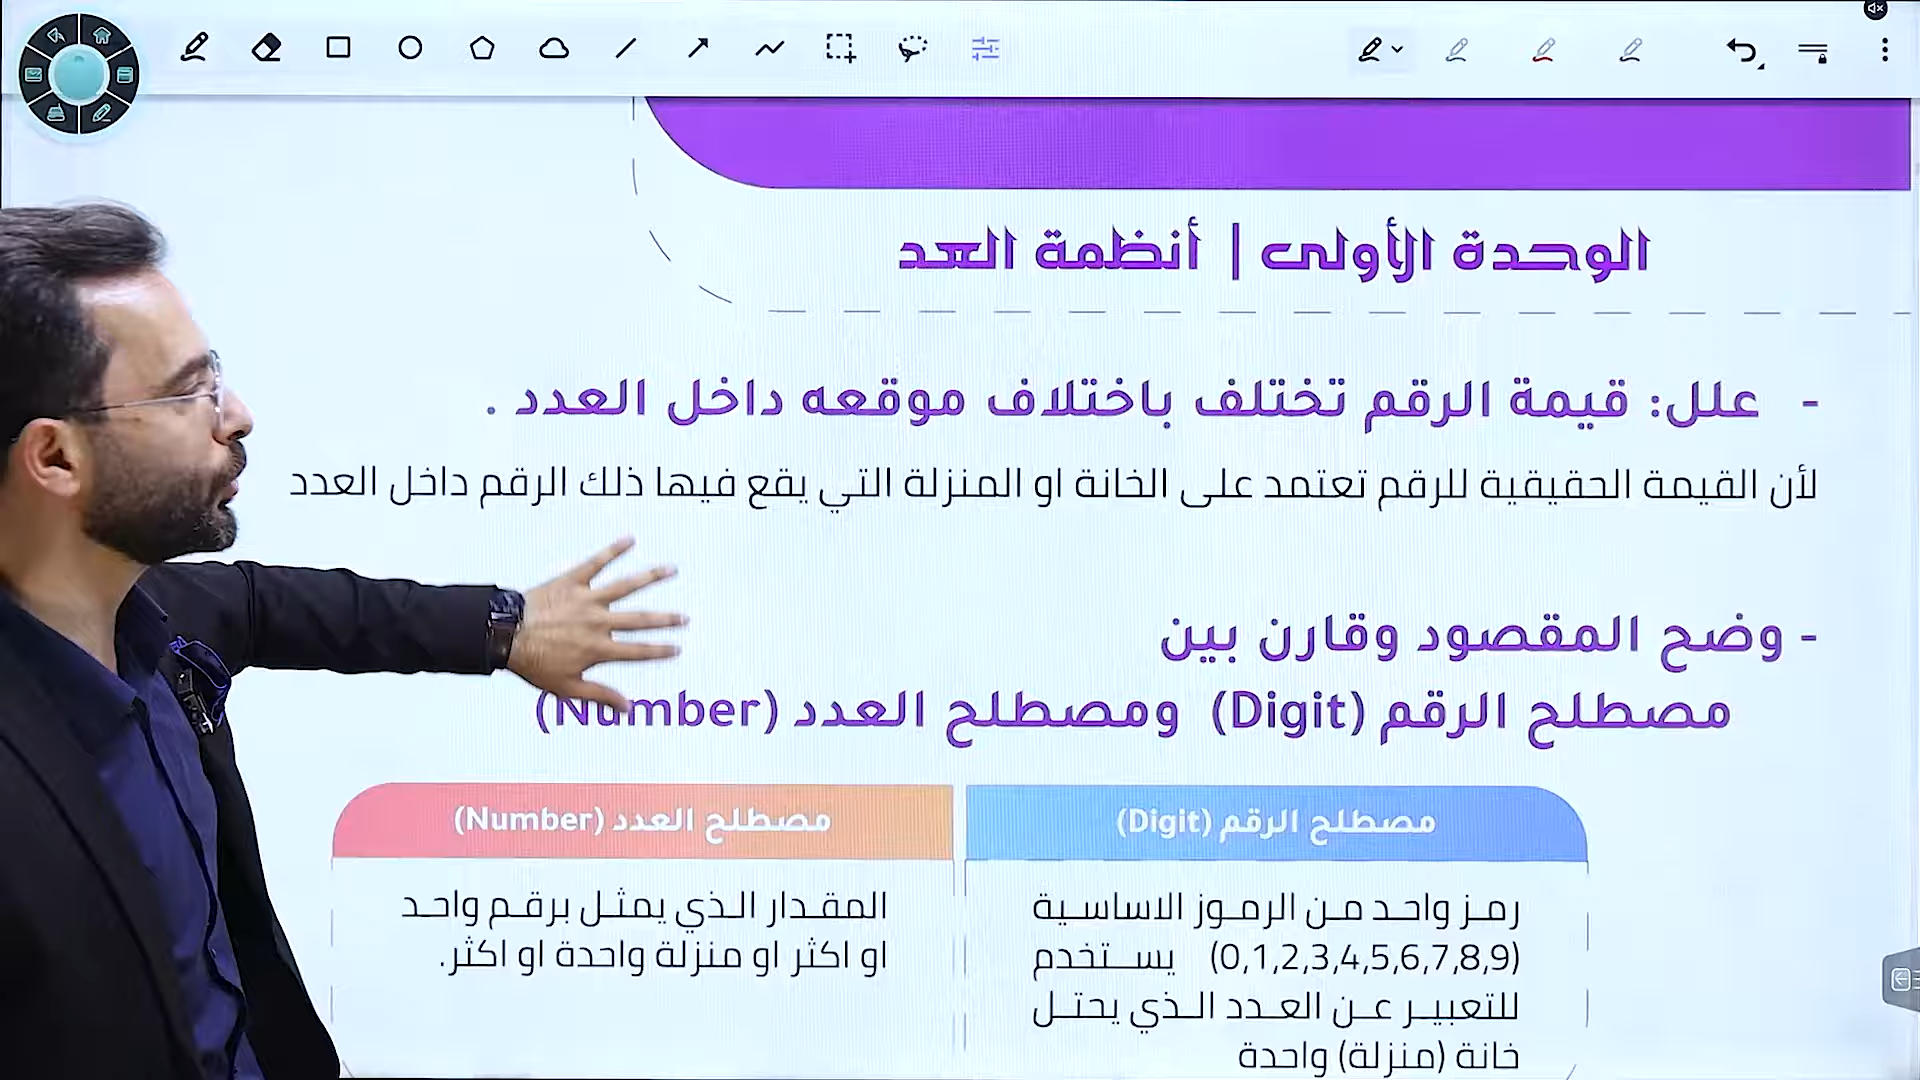 الوحدة الأولى | أنظمة العد
- علل: قيمة الرقم تختلف باختلاف موقعه داخل العدد .
لأن القيمة الحقيقية للرقم تعتمد على الخانة او المنزلة التي يقع فيها ذلك الرقم داخل العدد
- وضح المقصود وقارن بين
مصطلح الرقم (Digit) ومصطلح العدد (Number)
مصطلح الرقم (Digit)
رمز واحد من الرموز الاساسية
(0,1,2,3,4,5,6,7,8,9) يستخدم
للتعبير عن العدد الذي يحتل
خانة (منزلة) واحدة
مصطلح العدد (Number)
المقدار الذي يمثل برقم واحد
او اكثر او منزلة واحدة او اكثر.